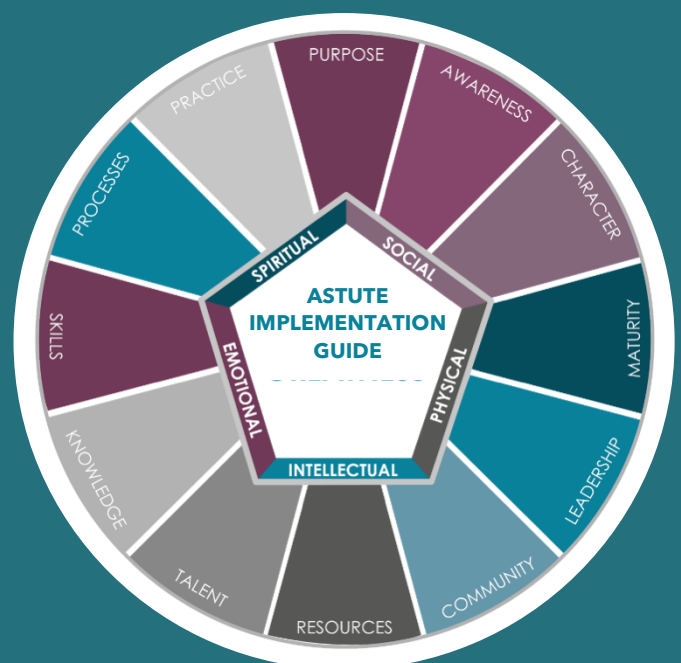 PURPOSE
AWARENESS
CHARACTER
MATURITY
LEADERSHIP
COMMUNITY
RESOURCES
TALENT
KNOWLEDGE
SKILLS
PROCESSES
PRACTICE
SPIRITUAL
SOCIAL
PHYSICAL
INTELLECTUAL
EMOTIONAL
ASTUTE
IMPLEMENTATION
GUIDE